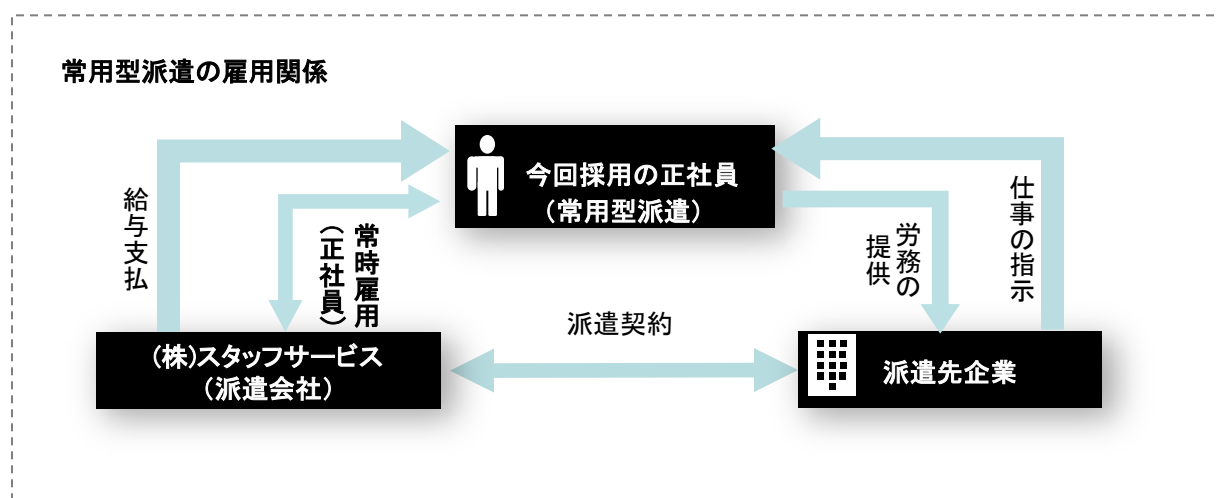 常用型派遣の雇用関係
今回採用の正社員
（常用型派遣）
給与支払
常時雇用
（正社員）
労務の
提供
仕事の指示
派遣契約
(株)スタッフサービス
（派遣会社）
派遣先企業